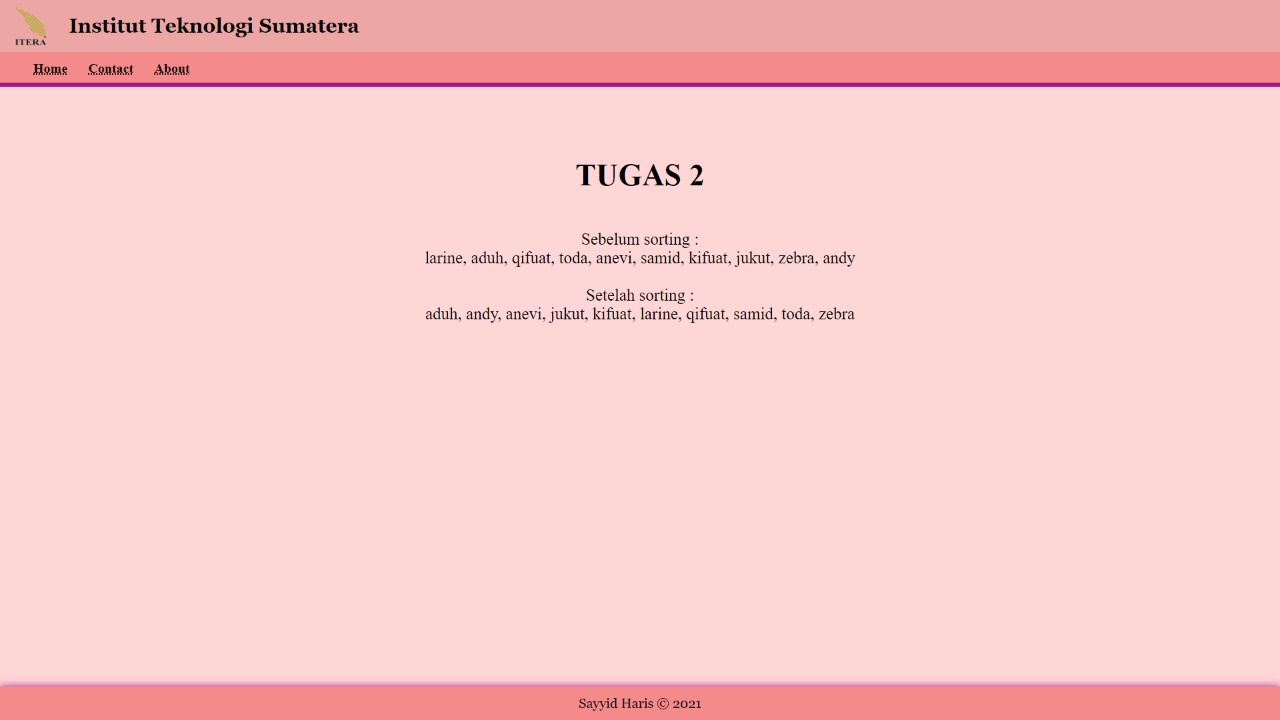 ITERA
Institut Teknologi Sumatera
Home Contact About
TUGAS 2
Sebelum sorting :
larine, aduh, qifuat, toda, anevi, samid, kifuat, jukut, zebra, andy
Setelah sorting :
aduh, andy, anevi, jukut, kifuat, larine, qifuat, samid, toda, zebra
Sayyid Haris © 2021